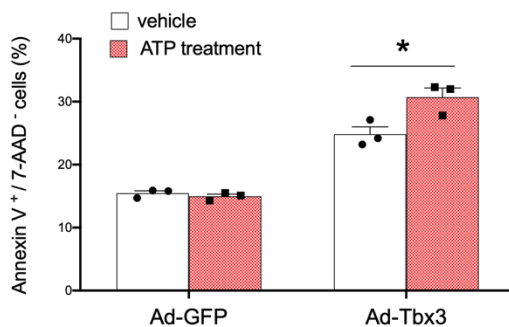 vehicle
ATP treatment
*
Annexin V + / 7-AAD - cells (%)
40
30
20
10
0
Ad-GFP Ad-Tbx3